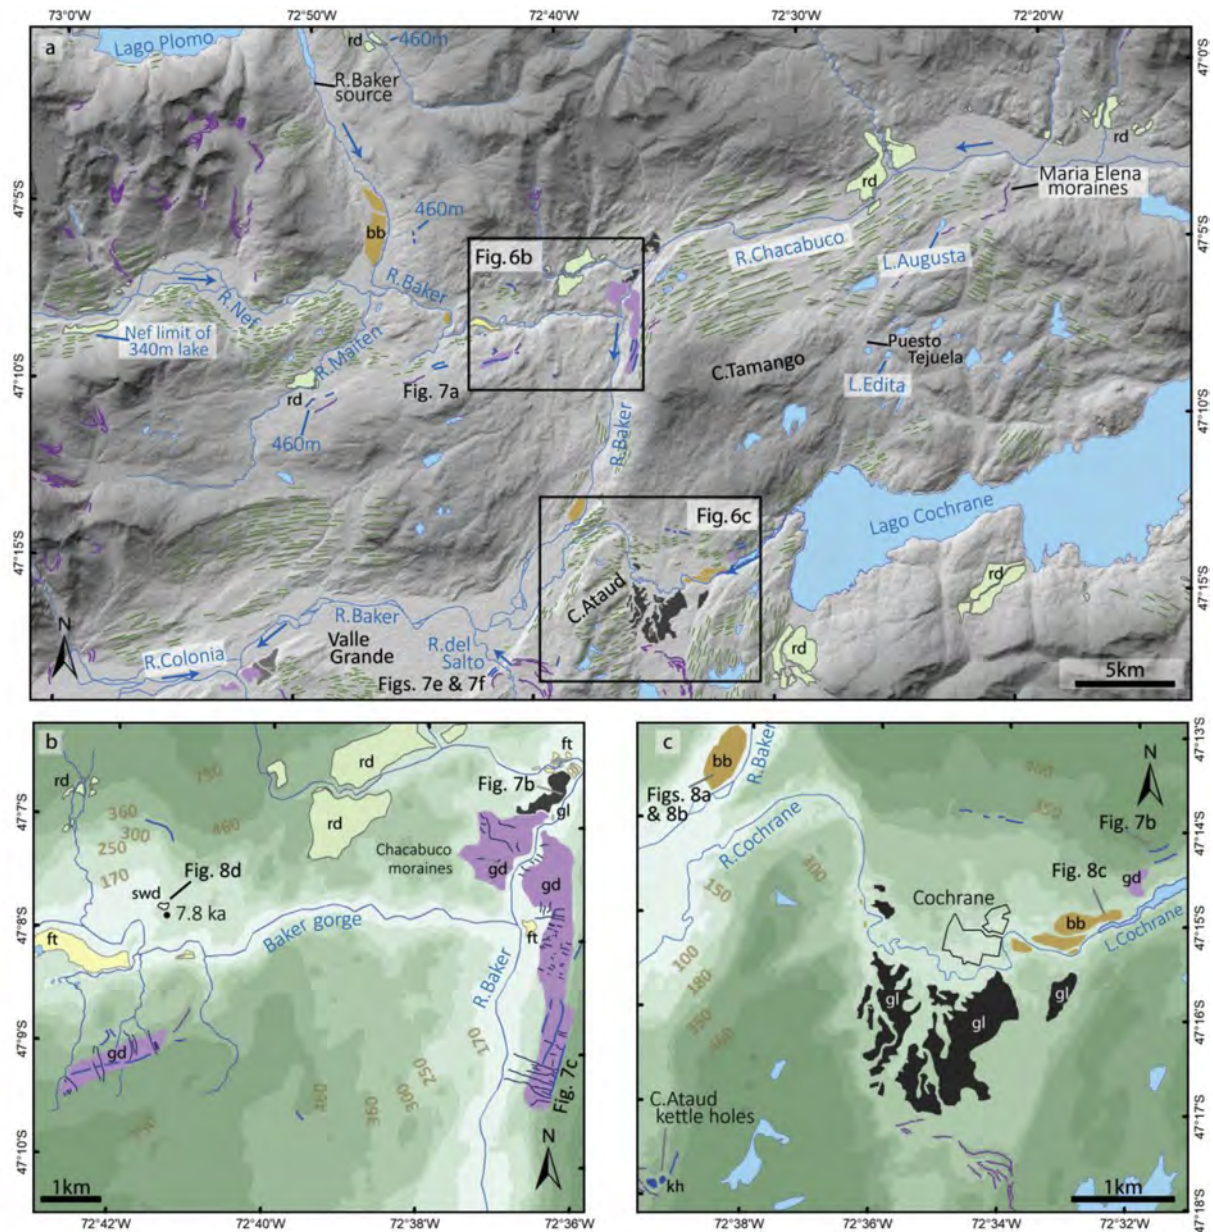 73°0'W
72°50'W
72°40'W
72°30'W
72°20'W
a
Lago Plomo
rd
460m
47°0'S
R.Baker
source
rd
rd
Maria Elena
moraines
47°5'S
47°5'S
bb
460m
Fig. 6b
R.Chacabuco
L.Augusta
R.Baker
R.Nef
Nef limit of
340m lake
R.Maiten
Puesto
Tejuela
C.Tamango
47°10'S
Fig. 7a
rd
L.Edita
47°10'S
460m
R.Baker
Fig. 6c
Lago Cochrane
47°15'S
rd
47°15'S
C.Ataud
N
R.Baker
Valle
Grande
R.del
Salto
R.Colonia
rd
Figs. 7e & 7f
5km
b
rd
rd
750
ft
Fig. 7b
47°7'S
360
300
460
gl
250
rd
Chacabuco
moraines
170
Fig. 8d
gd
gd
swd
7.8 ka
47°8'S
ft
Baker gorge
ft
R.Baker
170
47°9'S
gd
250
300
360
460
Fig. 7c
47°10'S
N
1km
72°42'W
72°40'W
72°38'W
72°36'W
c
47°13'S
bb
R.Baker
N
Figs. 8a
& 8b
350
Fig. 7b
47°14'S
R.Cochrane
300
Fig. 8c
gd
150
Cochrane
bb
L.Cochrane
47°15'S
100
180
gl
gl
gl
350
460
47°16'S
C.Ataud
kettle holes
47°17'S
kh
1km
47°18'S
72°38'W
72°36'W
72°34'W
72°32'W